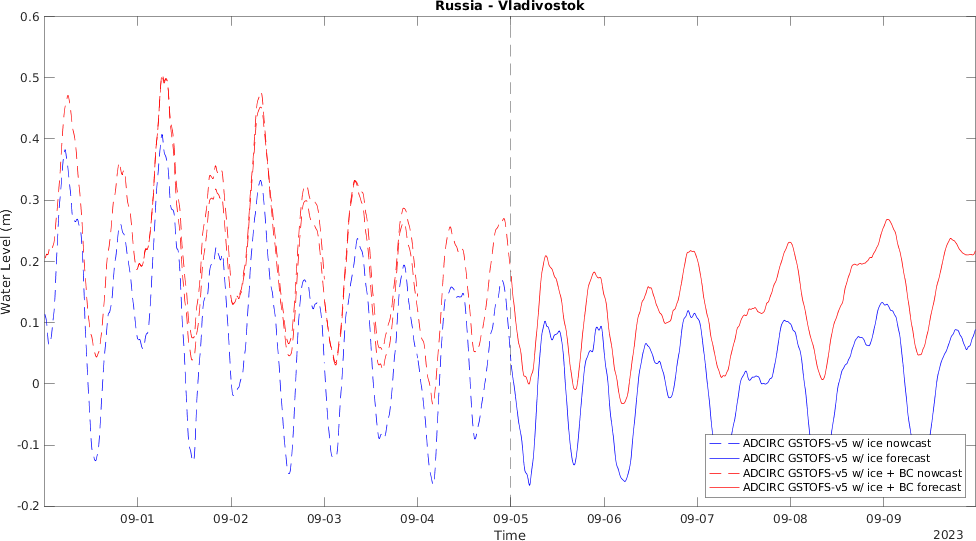 Russia - Vladivostok
0.6
0.5
0.4
0.3
0.2
0.1
0
-0.1
-0.2
Water Level (m)
09-01 09-02 09-03 09-04 09-05 09-06 09-07 09-08 09-09
Time
2023
ADCIRC GSTOFS-v5 w/ ice nowcast
ADCIRC GSTOFS-v5 w/ ice forecast
ADCIRC GSTOFS-v5 w/ ice + BC nowcast
ADCIRC GSTOFS-v5 w/ ice + BC forecast